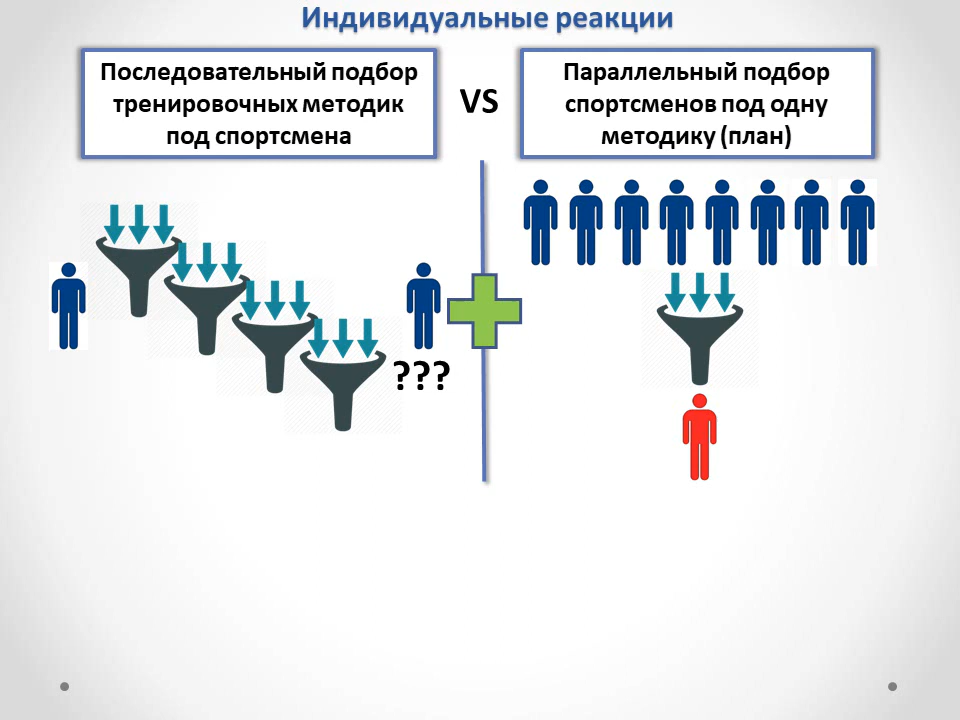 Индивидуальные реакции
Последовательный подбор
тренировочных методик
под спортсмена
VS
Параллельный подбор
спортсменов под одну
методику (план)
???